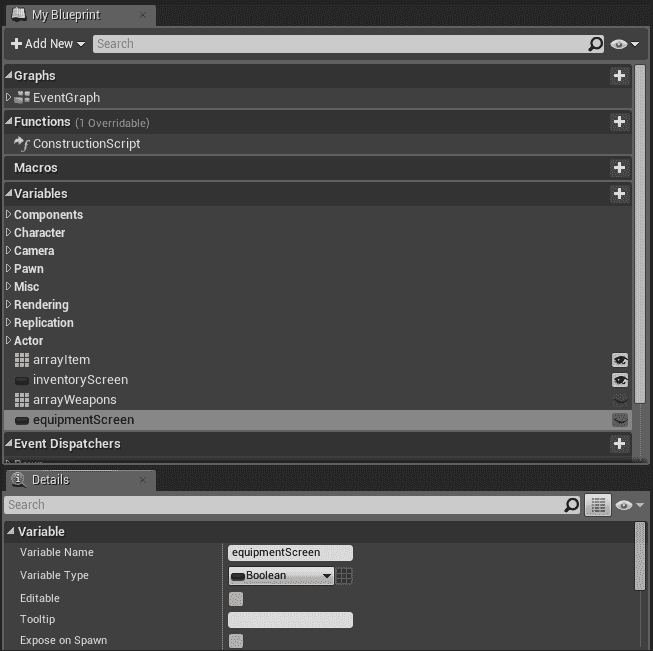 My Blueprint
Add New Search
Graphs
EventGraph
Functions (1 Overridable)
ConstructionScript
Macros
Variables
Components
Character
Camera
Pawn
Misc
Rendering
Replication
Actor
arrayItem
inventoryScreen
arrayWeapons
equipmentScreen
Event Dispatchers
Details
Search
Variable
Variable Name equipmentScreen
Variable Type Boolean
Editable
Tooltip
Expose on Spawn